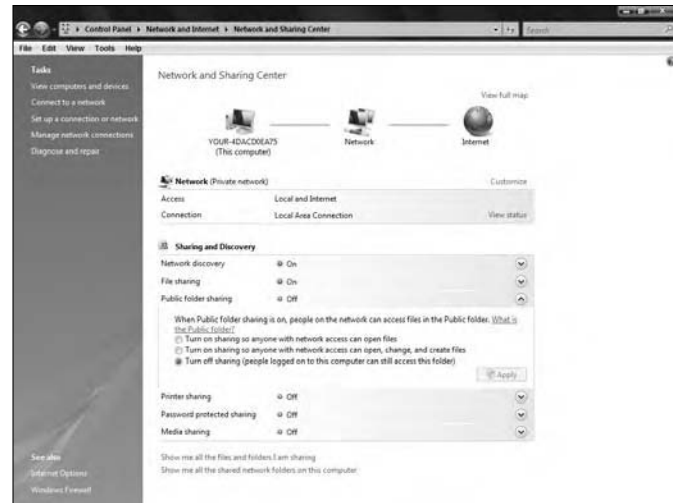 Control Panel ▸ Network and Internet ▸ Network and Sharing Center
Search
File Edit View Tools Help
Tasks
View computers and devices
Connect to a network
Set up a connection or network
Manage network connections
Diagnose and repair
See also
Internet Options
Windows Firewall
Network and Sharing Center
View full map
YOUR-4DACD0EA75
(This computer)
Network
Internet
Network (Private network)
Customize
Access Local and Internet
Connection Local Area Connection View status
Sharing and Discovery
Network discovery On
File sharing On
Public folder sharing Off
When Public folder sharing is on, people on the network can access files in the Public folder. What is
the Public folder?
Turn on sharing so anyone with network access can open files
Turn on sharing so anyone with network access can open, change, and create files
Turn off sharing (people logged on to this computer can still access this folder)
Apply
Printer sharing Off
Password protected sharing Off
Media sharing Off
Show me all the files and folders I am sharing
Show me all the shared network folders on this computer